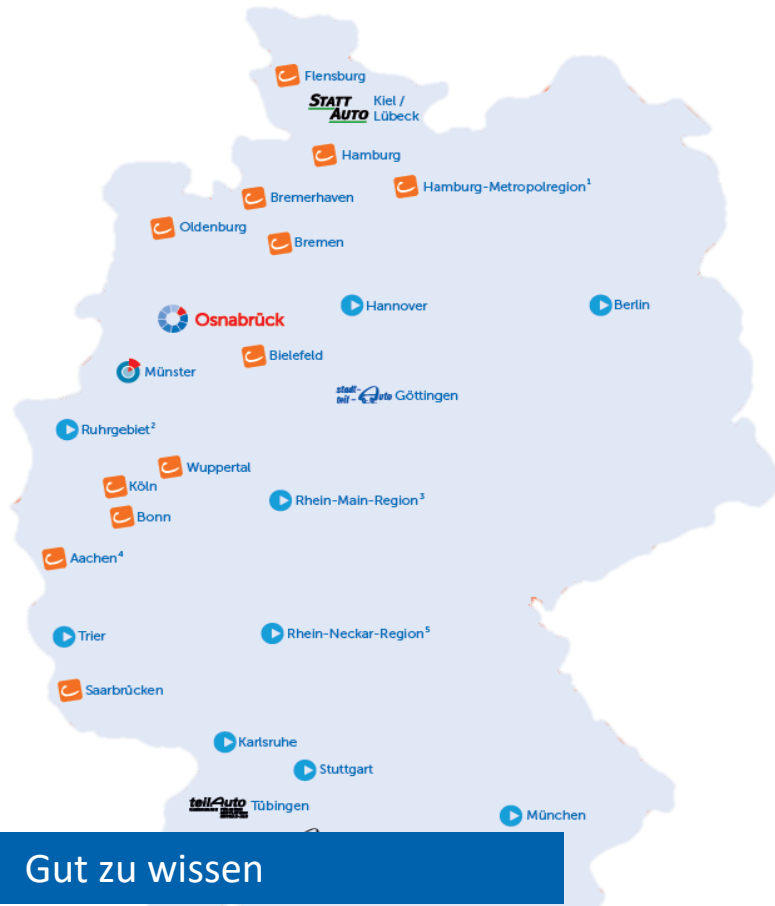 Flensburg
STATT AUTO Kiel / Lübeck
Hamburg
Hamburg-Metropolregion¹
Bremerhaven
Oldenburg
Bremen
Hannover
Berlin
Osnabrück
Bielefeld
Münster
stadt-teil-auto Göttingen
Ruhrgebiet²
Wuppertal
Köln
Rhein-Main-Region³
Bonn
Aachen⁴
Trier
Rhein-Neckar-Region⁵
Saarbrücken
Karlsruhe
Stuttgart
teilAuto Tübingen
München
Gut zu wissen